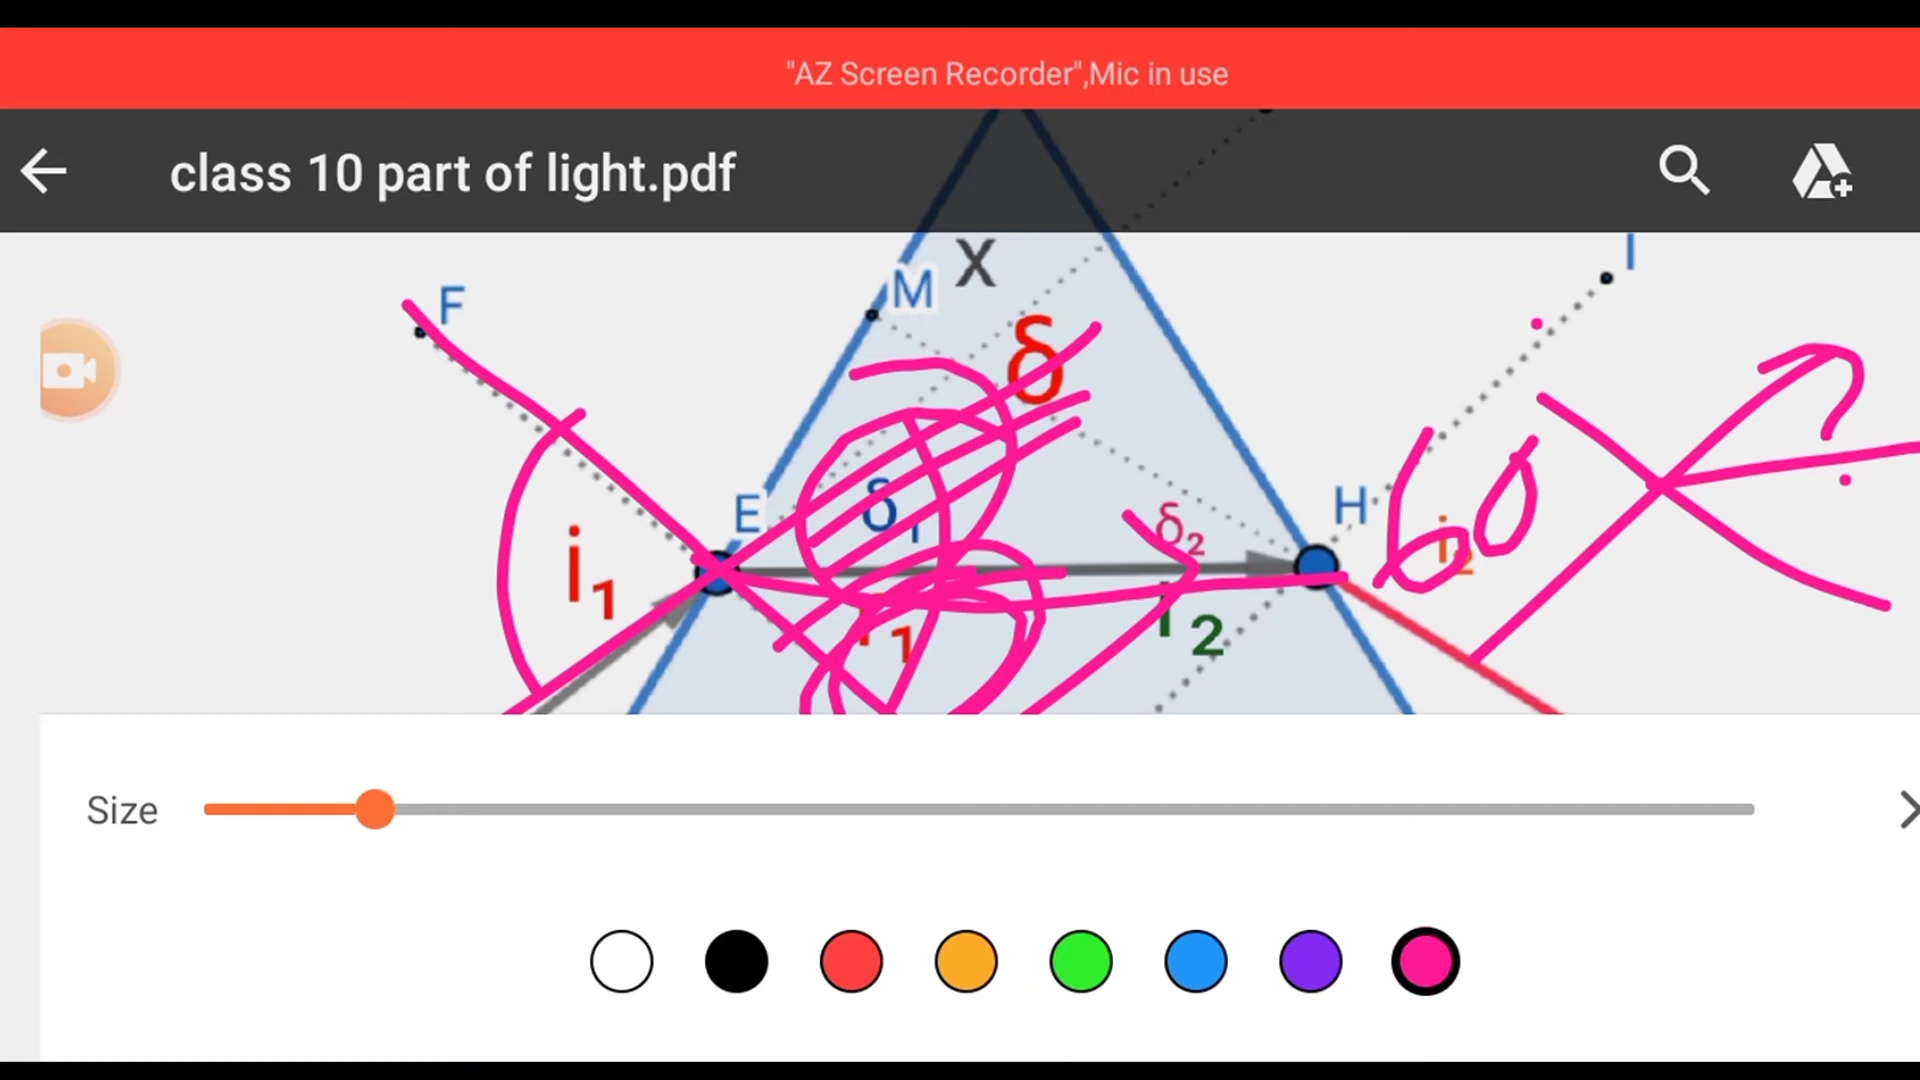 "AZ Screen Recorder",Mic in use
class 10 part of light.pdf
I
X
M
F
δ
E
δ1
δ2
H
60
i1
i2
r1
r2
Size